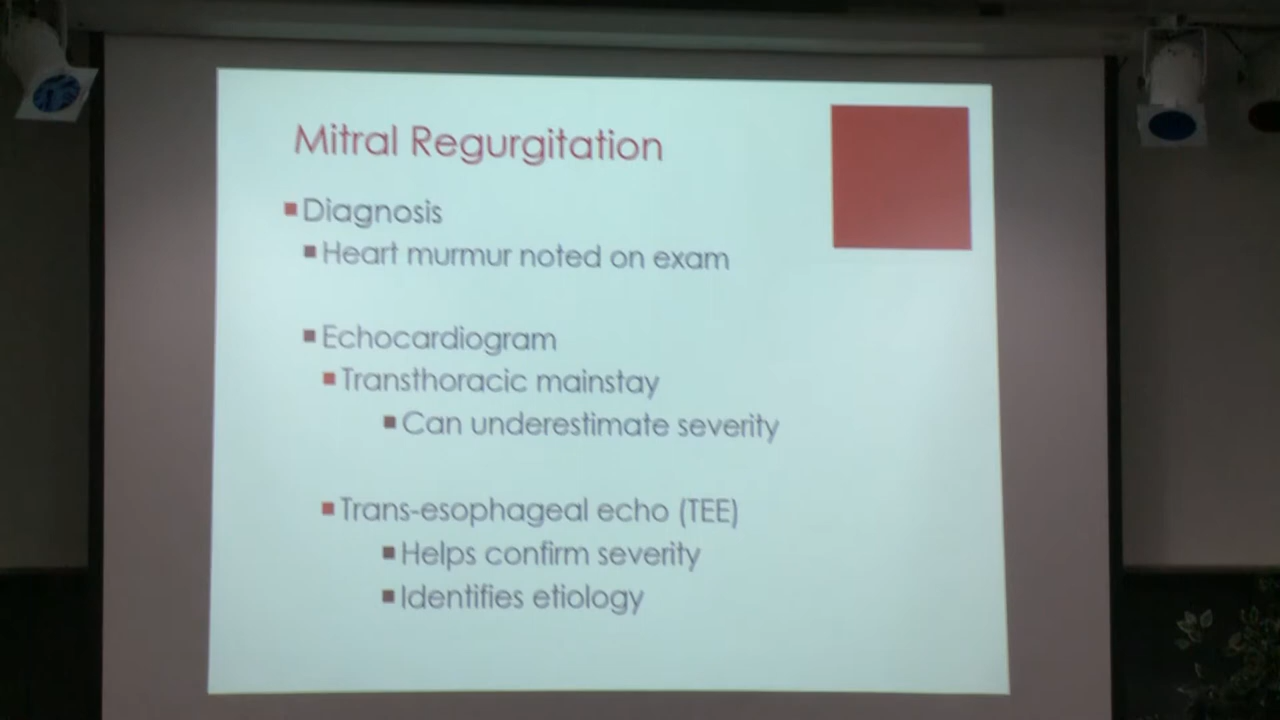 Mitral Regurgitation
Diagnosis
Heart murmur noted on exam
Echocardiogram
Transthoracic mainstay
Can underestimate severity
Trans-esophageal echo (TEE)
Helps confirm severity
Identifies etiology